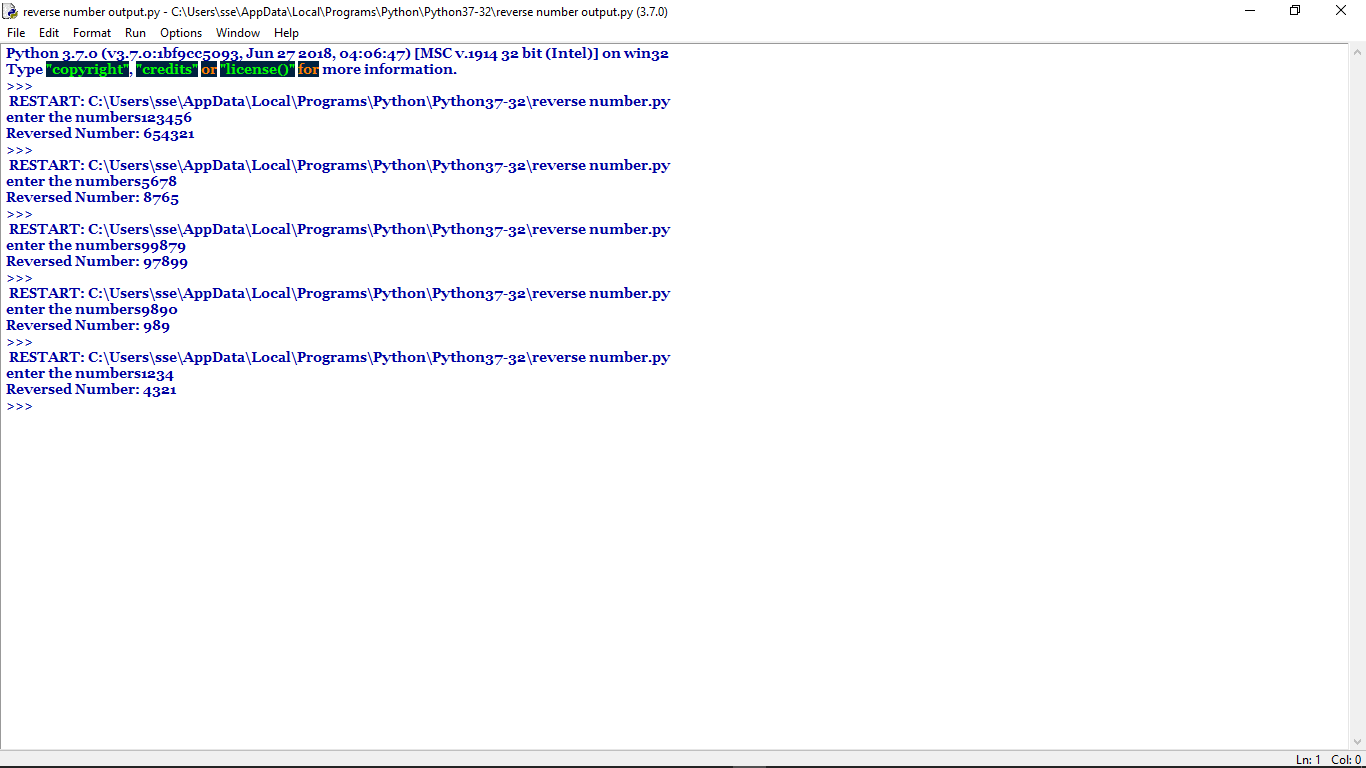 reverse number output.py - C:\Users\sse\AppData\Local\Programs\Python\Python37-32\reverse number output.py (3.7.0)
File Edit Format Run Options Window Help
Python 3.7.0 (v3.7.0:1bf9cc5093, Jun 27 2018, 04:06:47) [MSC v.1914 32 bit (Intel)] on win32
Type "copyright", "credits" or "license()" for more information.
>>>
RESTART: C:\Users\sse\AppData\Local\Programs\Python\Python37-32\reverse number.py
enter the numbers123456
Reversed Number: 654321
>>>
RESTART: C:\Users\sse\AppData\Local\Programs\Python\Python37-32\reverse number.py
enter the numbers5678
Reversed Number: 8765
>>>
RESTART: C:\Users\sse\AppData\Local\Programs\Python\Python37-32\reverse number.py
enter the numbers99879
Reversed Number: 97899
>>>
RESTART: C:\Users\sse\AppData\Local\Programs\Python\Python37-32\reverse number.py
enter the numbers9890
Reversed Number: 989
>>>
RESTART: C:\Users\sse\AppData\Local\Programs\Python\Python37-32\reverse number.py
enter the numbers1234
Reversed Number: 4321
>>>
Ln: 1 Col: 0